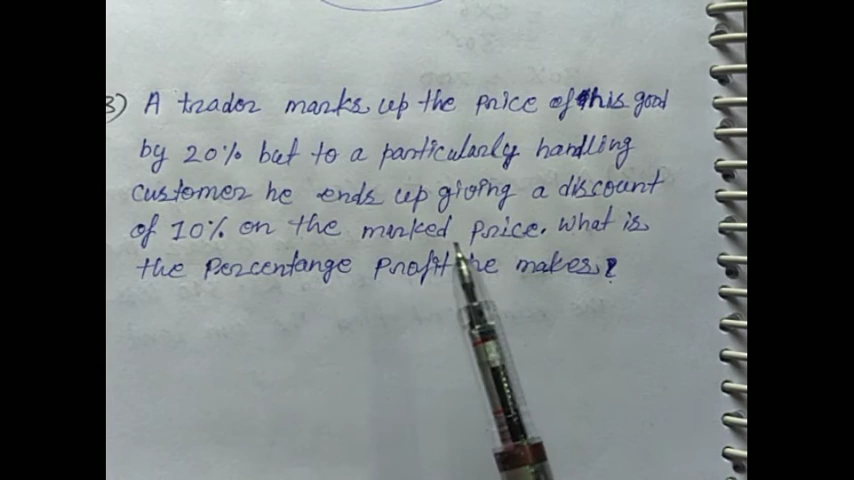 3) A trador marks up the price of this good
by 20% but to a particularly handling
customer he ends up giving a discount
of 10% on the marked price. What is
the Percentange Profit he makes?